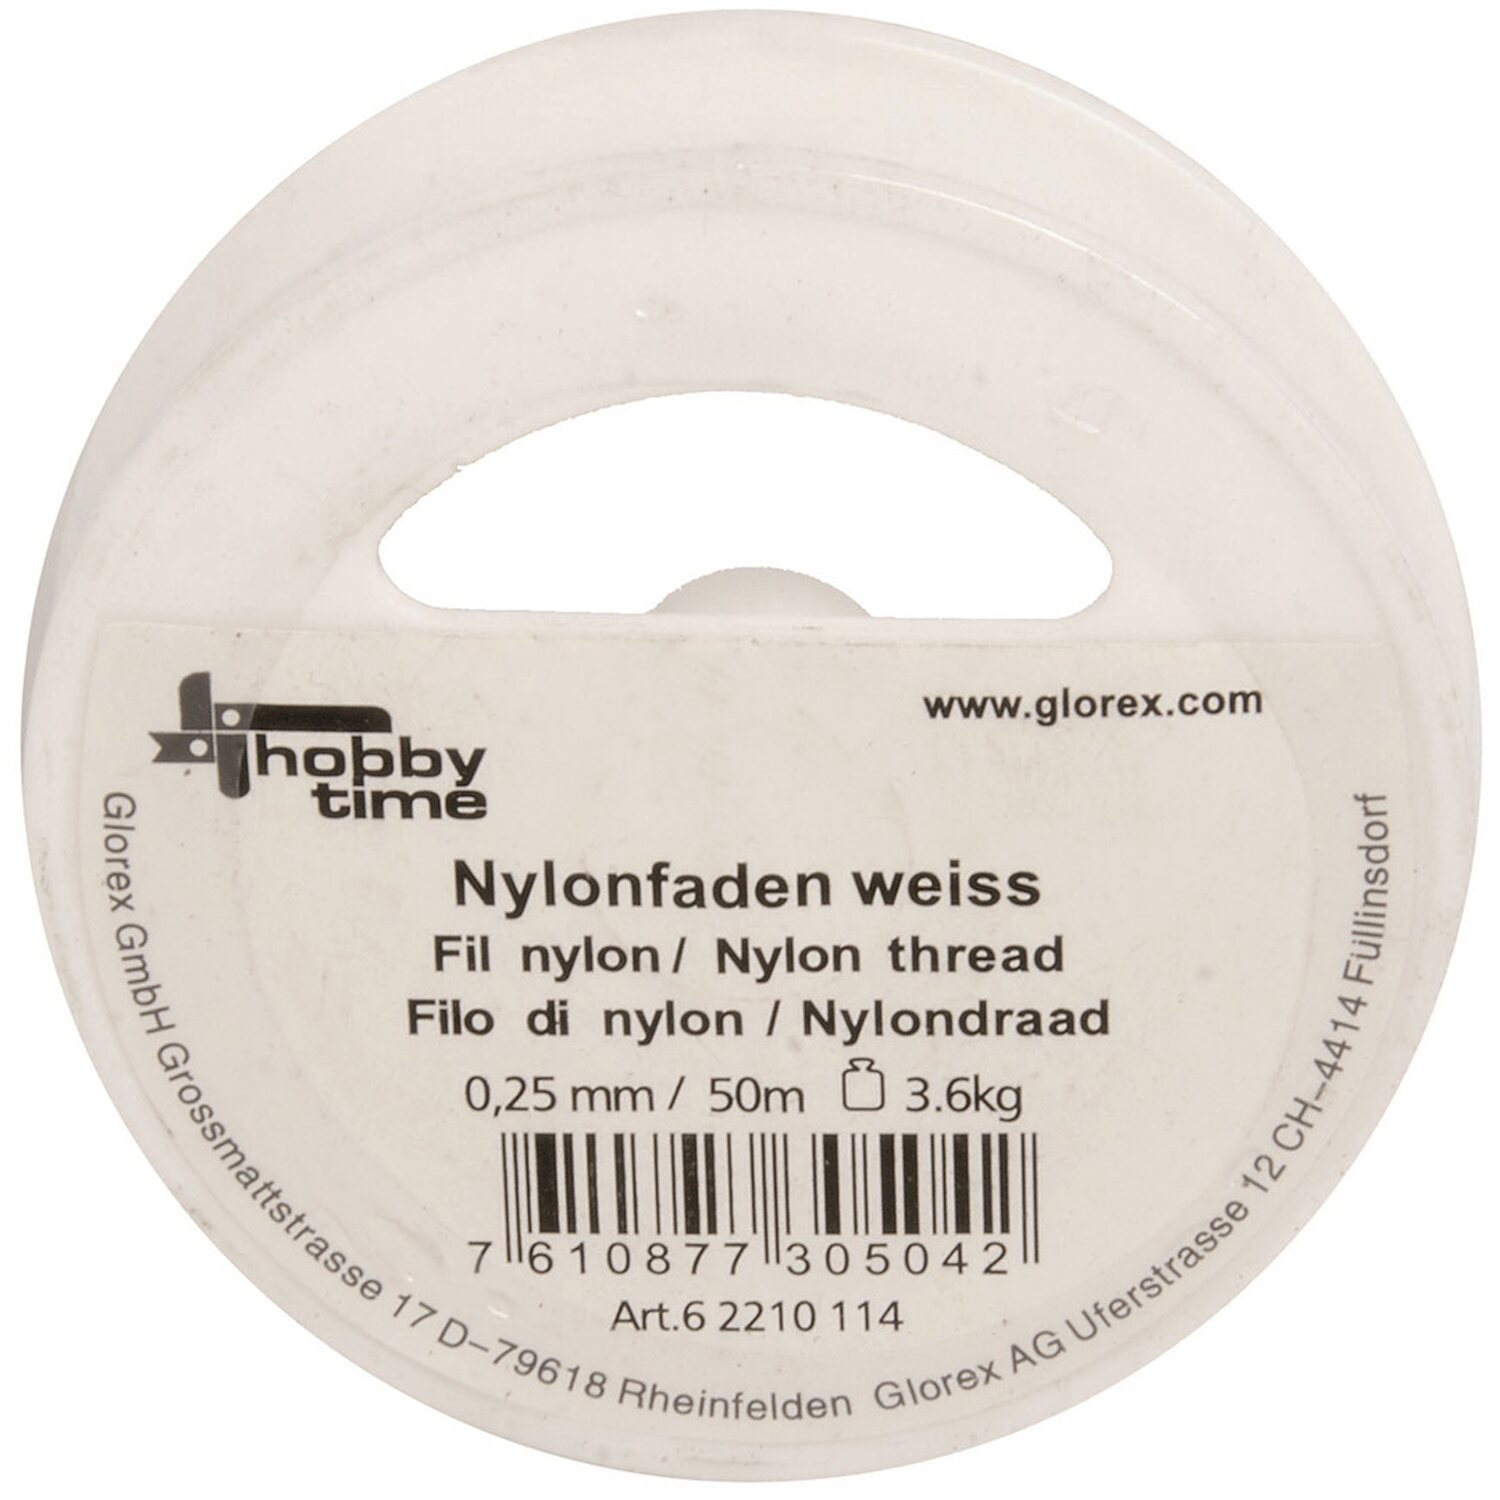 hobby
time
www.glorex.com
Nylonfaden weiss
Fil nylon / Nylon thread
Filo di nylon / Nylondraad
0,25 mm / 50m 3.6kg
7 610877 305042
Art.6 2210 114
Glorex GmbH Grossmattstrasse 17 D-79618 Rheinfelden Glorex AG Uferstrasse 12 CH-4414 Füllinsdorf